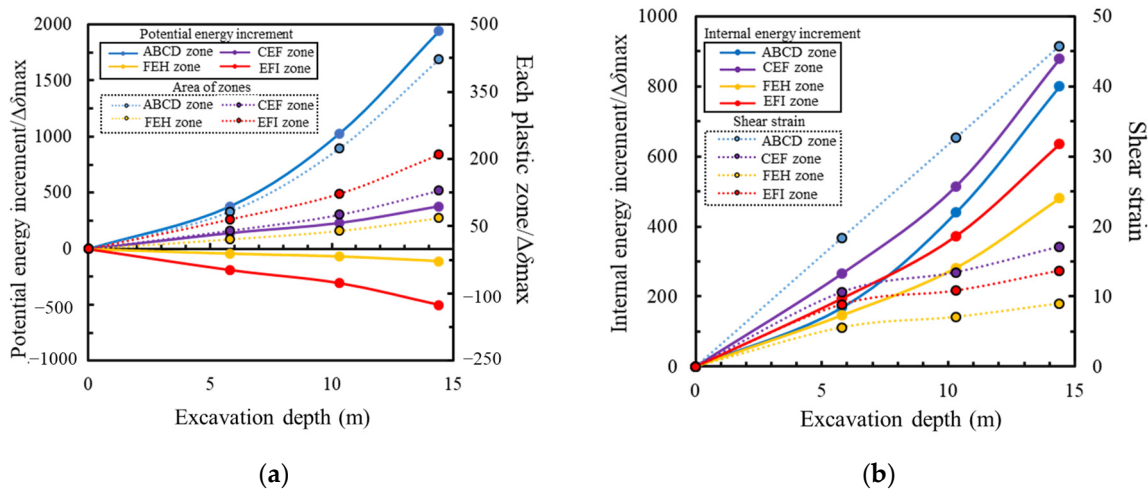 Potential energy increment
ABCD zone
CEF zone
FEH zone
EFI zone
Area of zones
ABCD zone
CEF zone
FEH zone
EFI zone
2000
1500
1000
500
0
−500
−1000
500
350
200
50
−100
−250
0
5
10
15
Potential energy increment/Δδmax
Each plastic zone/Δδmax
Excavation depth (m)
(a)
Internal energy increment
ABCD zone
CEF zone
FEH zone
EFI zone
Shear strain
ABCD zone
CEF zone
FEH zone
EFI zone
1000
800
600
400
200
0
50
40
30
20
10
0
0
5
10
15
Internal energy increment/Δδmax
Shear strain
Excavation depth (m)
(b)